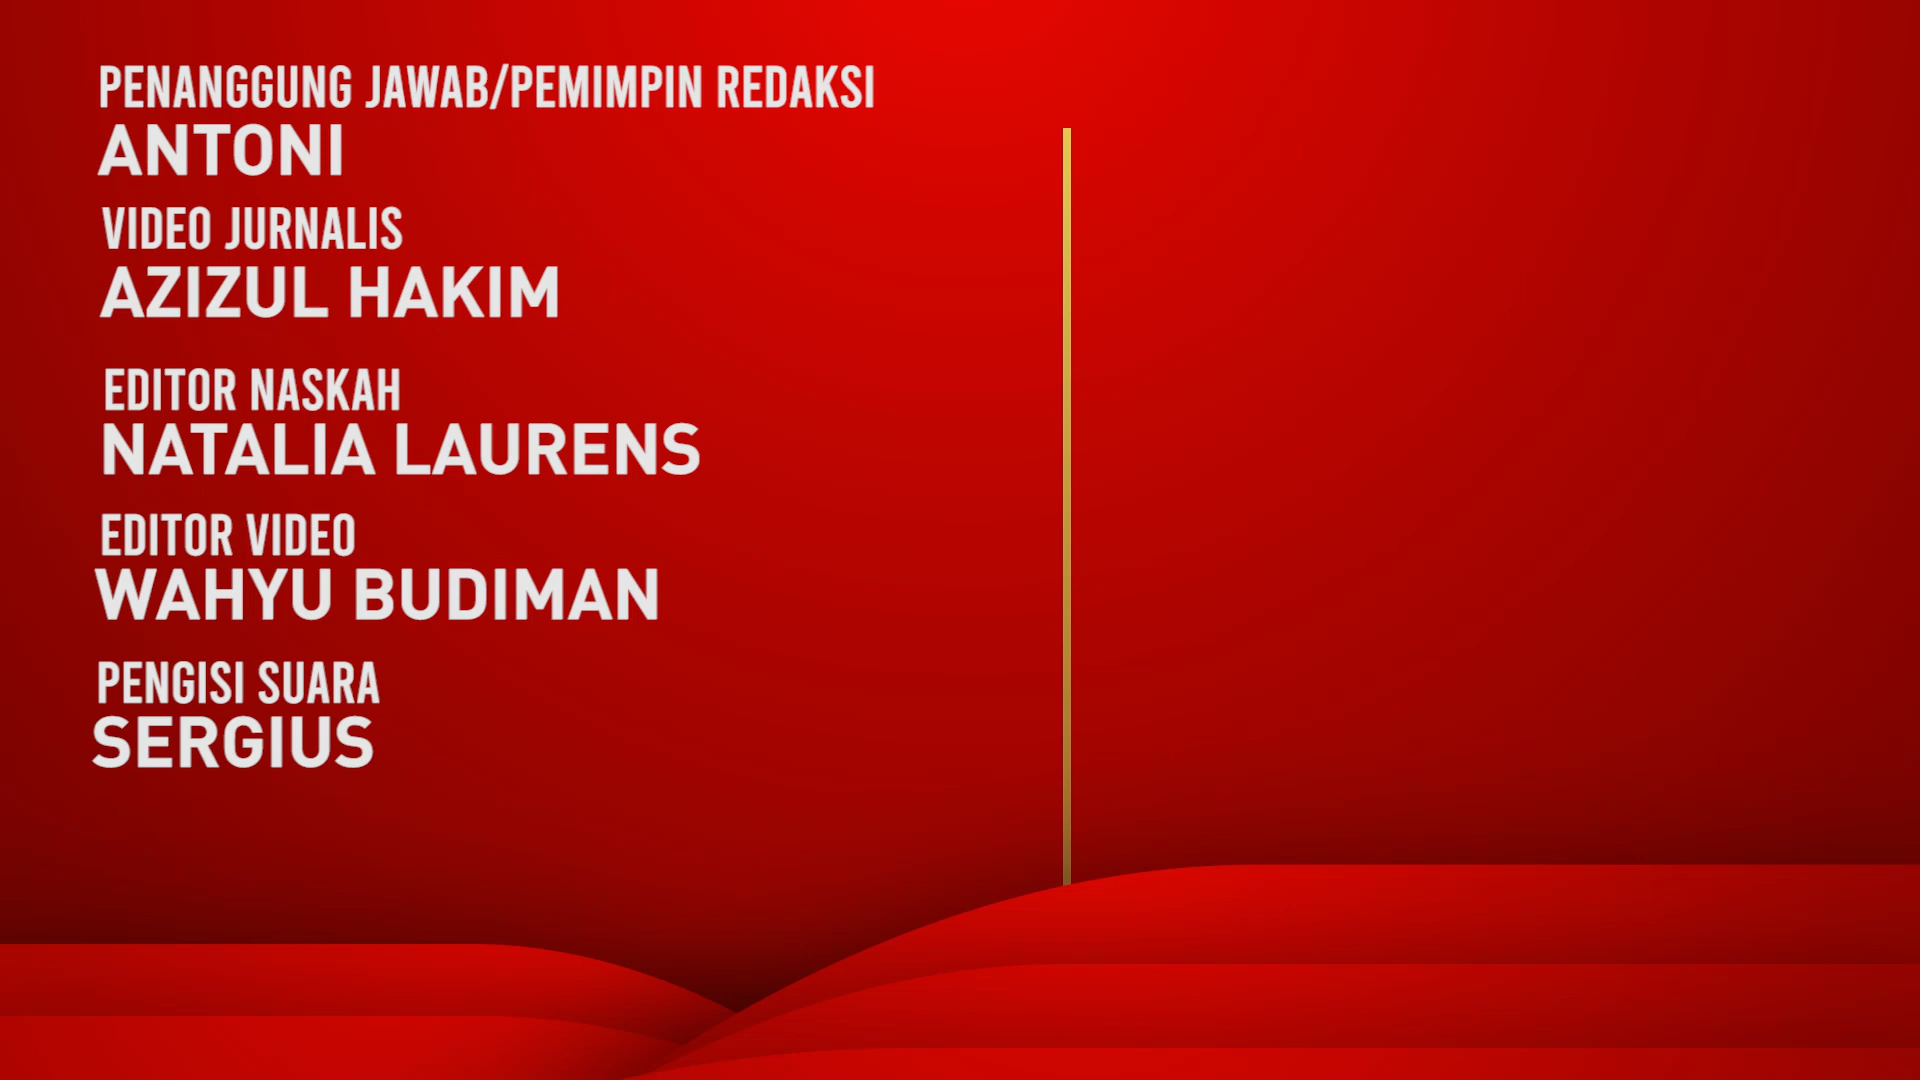 PENANGGUNG JAWAB/PEMIMPIN REDAKSI
ANTONI
VIDEO JURNALIS
AZIZUL HAKIM
EDITOR NASKAH
NATALIA LAURENS
EDITOR VIDEO
WAHYU BUDIMAN
PENGISI SUARA
SERGIUS